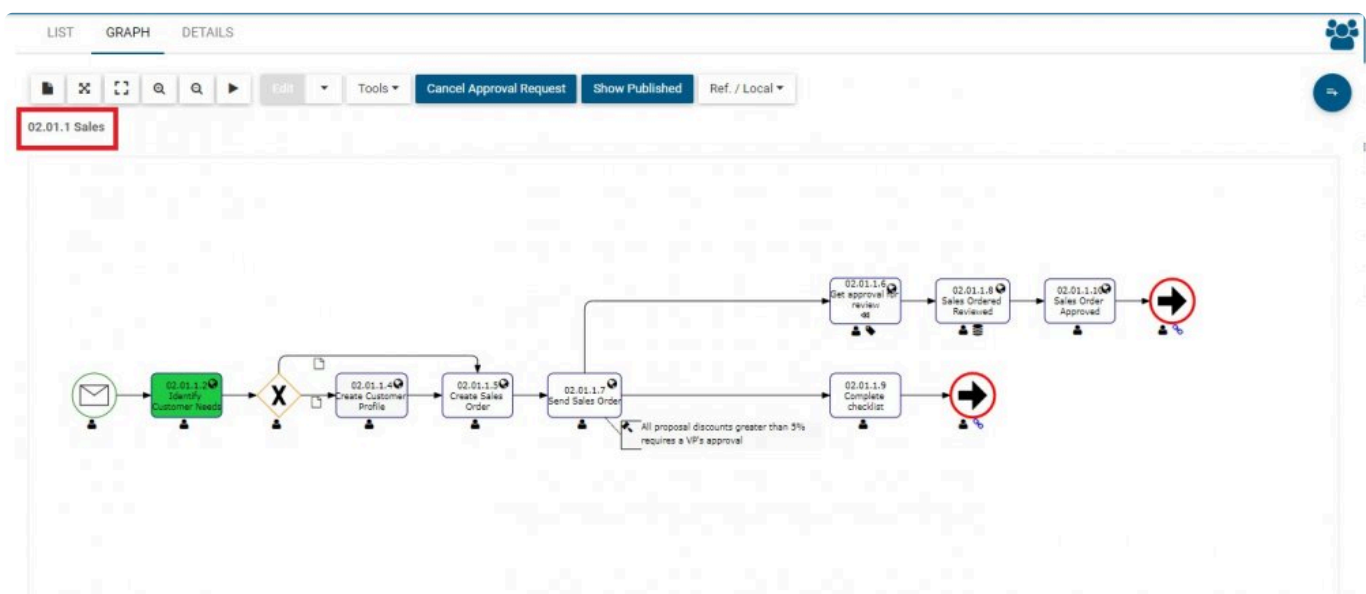 LIST GRAPH DETAILS
Edit Tools Cancel Approval Request Show Published Ref. / Local
02.01.1 Sales
02.01.1.6
Get approval for
review
02.01.1.8
Sales Ordered
Reviewed
02.01.1.10
Sales Order
Approved
02.01.1.2
Identify
Customer Needs
X
02.01.1.4
Create Customer
Profile
02.01.1.5
Create Sales
Order
02.01.1.7
Send Sales Order
02.01.1.9
Complete
checklist
All proposal discounts greater than 5%
requires a VP's approval